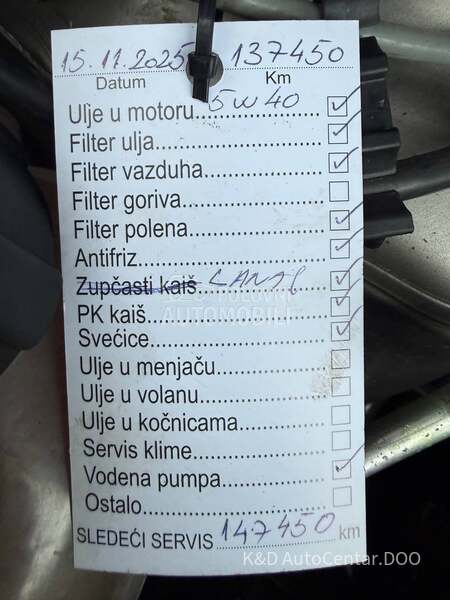 15.11.2025 137450
Datum Km
Ulje u motoru 5w40
Filter ulja
Filter vazduha
Filter goriva
Filter polena
Antifriz
Zupčasti kaiš LANAC
POLOVNI
AUTOMOBILI
PK kaiš
Svećice
Ulje u menjaču
Ulje u volanu
Ulje u kočnicama
Servis klime
Vodena pumpa
Ostalo
SLEDEĆI SERVIS 147450 km
K&D AutoCentar.DOO